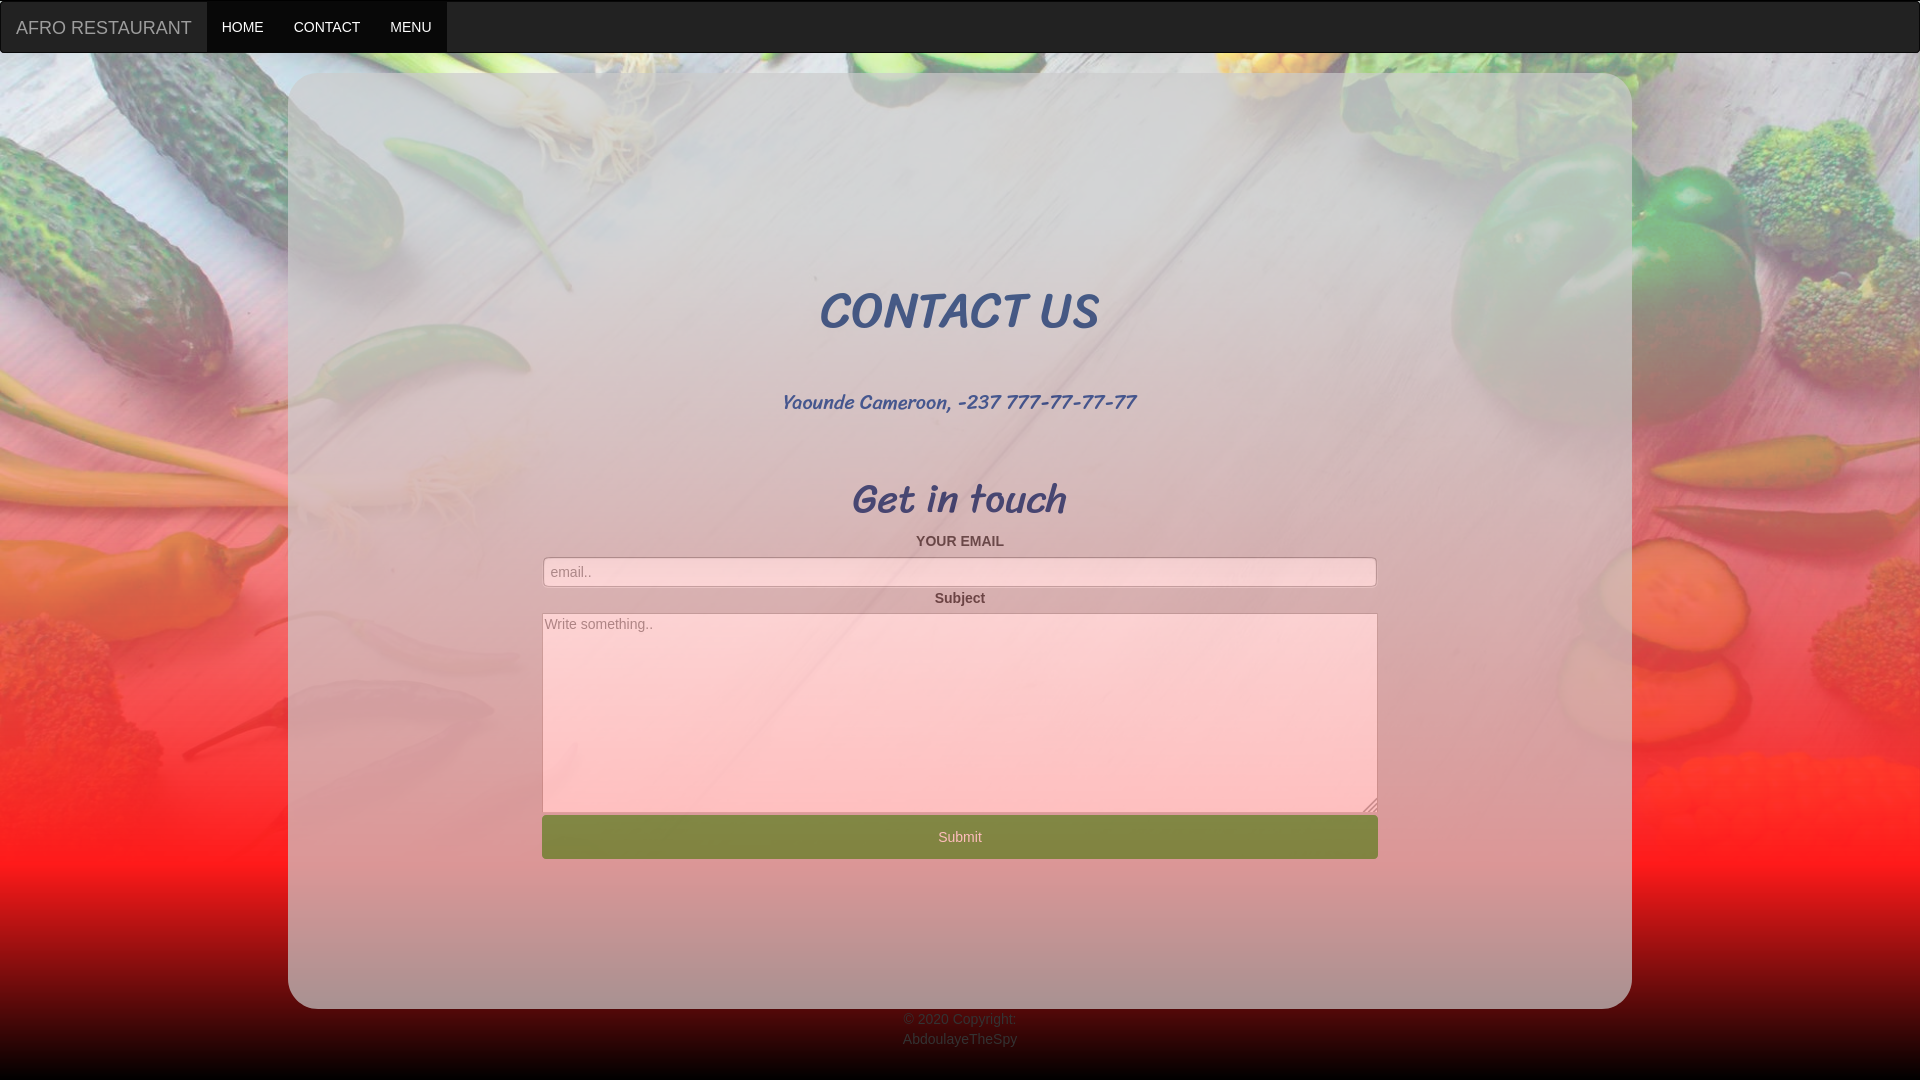 AFRO RESTAURANT HOME CONTACT MENU
CONTACT US
Yaounde Cameroon, -237 777-77-77-77
Get in touch
YOUR EMAIL
email..
Subject
Write something..
Submit
© 2020 Copyright:
AbdoulayeTheSpy